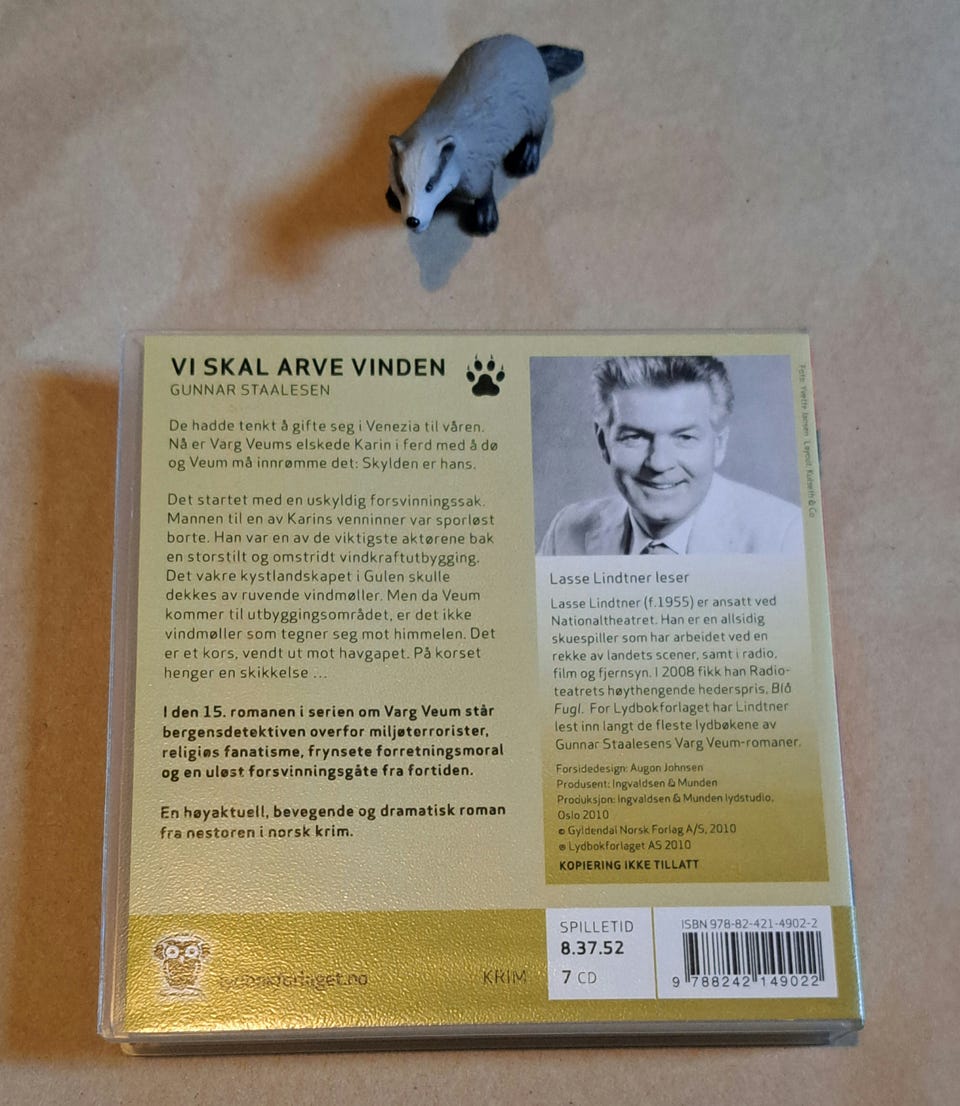 VI SKAL ARVE VINDEN
GUNNAR STAALESEN
De hadde tenkt å gifte seg i Venezia til våren.
Nå er Varg Veums elskede Karin i ferd med å dø
og Veum må innrømme det: Skylden er hans.
Det startet med en uskyldig forsvinningssak.
Mannen til en av Karins venninner var sporløst
borte. Han var en av de viktigste aktørene bak
en storstilt og omstridt vindkraftutbygging.
Det vakre kystlandskapet i Gulen skulle
dekkes av ruvende vindmøller. Men da Veum
kommer til utbyggingsområdet, er det ikke
vindmøller som tegner seg mot himmelen. Det
er et kors, vendt ut mot havgapet. På korset
henger en skikkelse ...
I den 15. romanen i serien om Varg Veum står
bergensdetektiven overfor miljøterrorister,
religiøs fanatisme, frynsete forretningsmoral
og en uløst forsvinningsgåte fra fortiden.
En høyaktuell, bevegende og dramatisk roman
fra nestoren i norsk krim.
Foto: Yvette Jansen Layout: Kulseth & Co
Lasse Lindtner leser
Lasse Lindtner (f.1955) er ansatt ved
Nationaltheatret. Han er en allsidig
skuespiller som har arbeidet ved en
rekke av landets scener, samt i radio,
film og fjernsyn. I 2008 fikk han Radio-
teatrets høythengende hederspris, Blå
Fugl. For Lydbokforlaget har Lindtner
lest inn langt de fleste lydbøkene av
Gunnar Staalesens Varg Veum-romaner.
Forsidedesign: Augon Johnsen
Produsent: Ingvaldsen & Munden
Produksjon: Ingvaldsen & Munden lydstudio,
Oslo 2010
© Gyldendal Norsk Forlag A/S, 2010
℗ Lydbokforlaget AS 2010
KOPIERING IKKE TILLATT
lydbokforlaget.no
KRIM
SPILLETID
8.37.52
7 CD
ISBN 978-82-421-4902-2
9 788242 149022